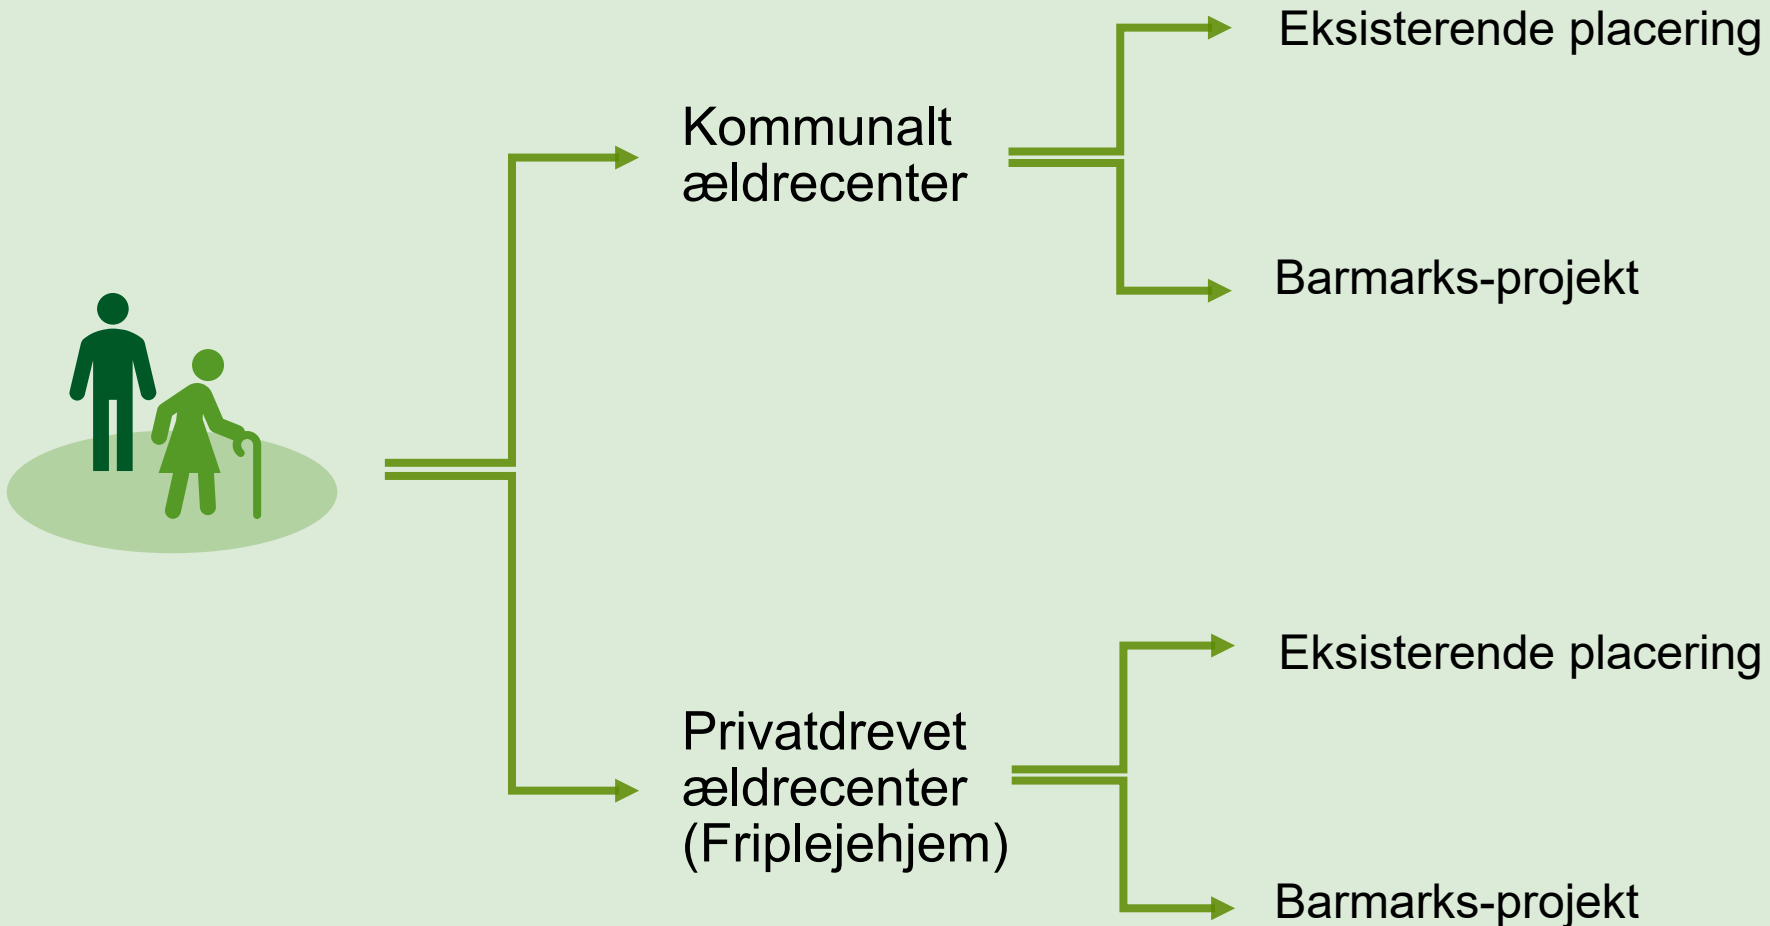 Eksisterende placering
Kommunalt
ældrecenter
Barmarks-projekt
Eksisterende placering
Privatdrevet
ældrecenter
(Friplejehjem)
Barmarks-projekt